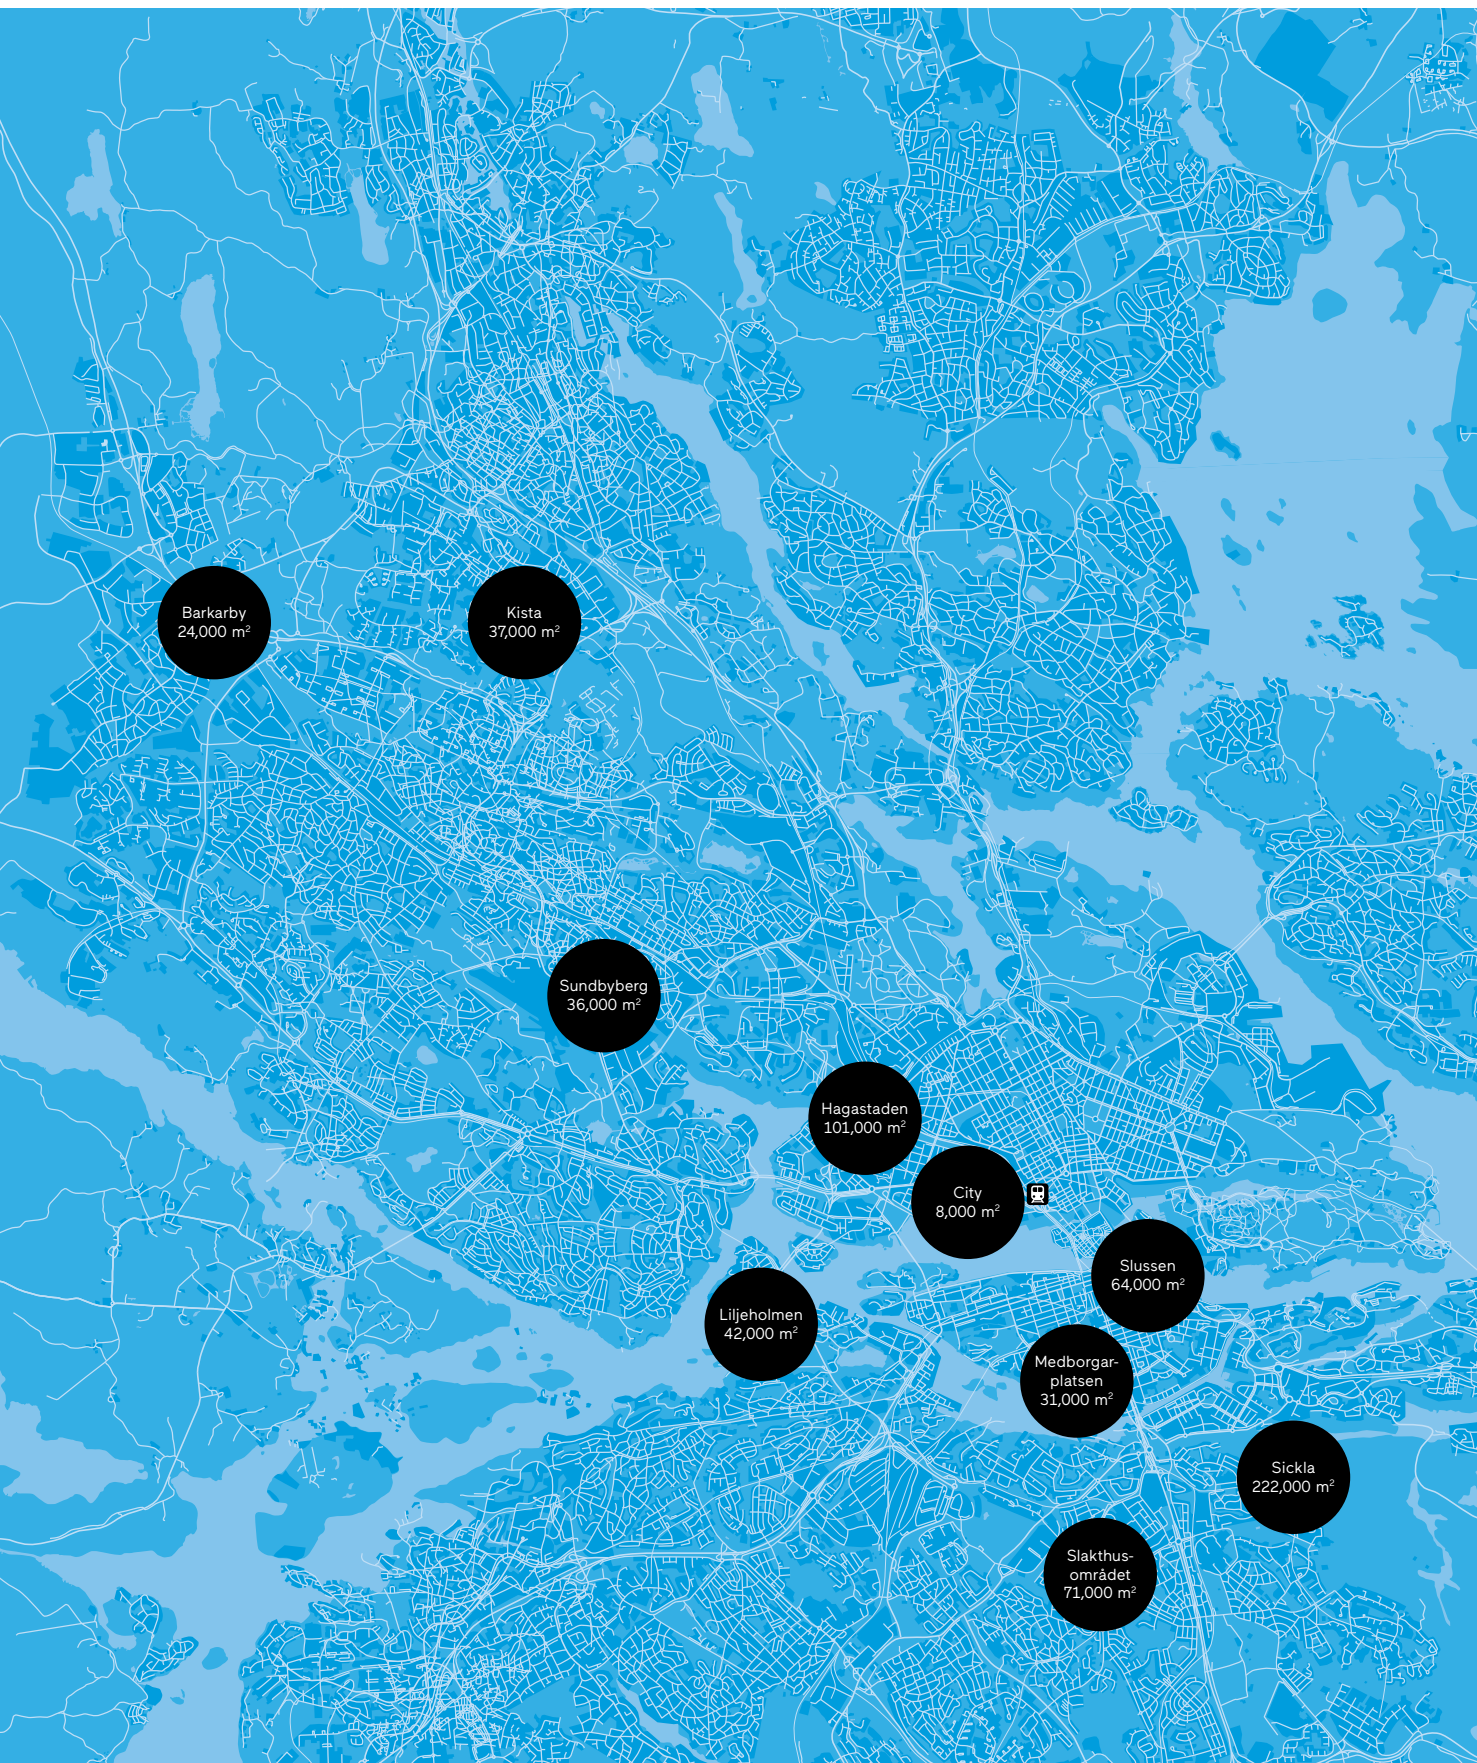 Barkarby
24,000 m²
Kista
37,000 m²
Sundbyberg
36,000 m²
Hagastaden
101,000 m²
City
8,000 m²
Slussen
64,000 m²
Liljeholmen
42,000 m²
Medborgar-
platsen
31,000 m²
Sickla
222,000 m²
Slakthus-
området
71,000 m²